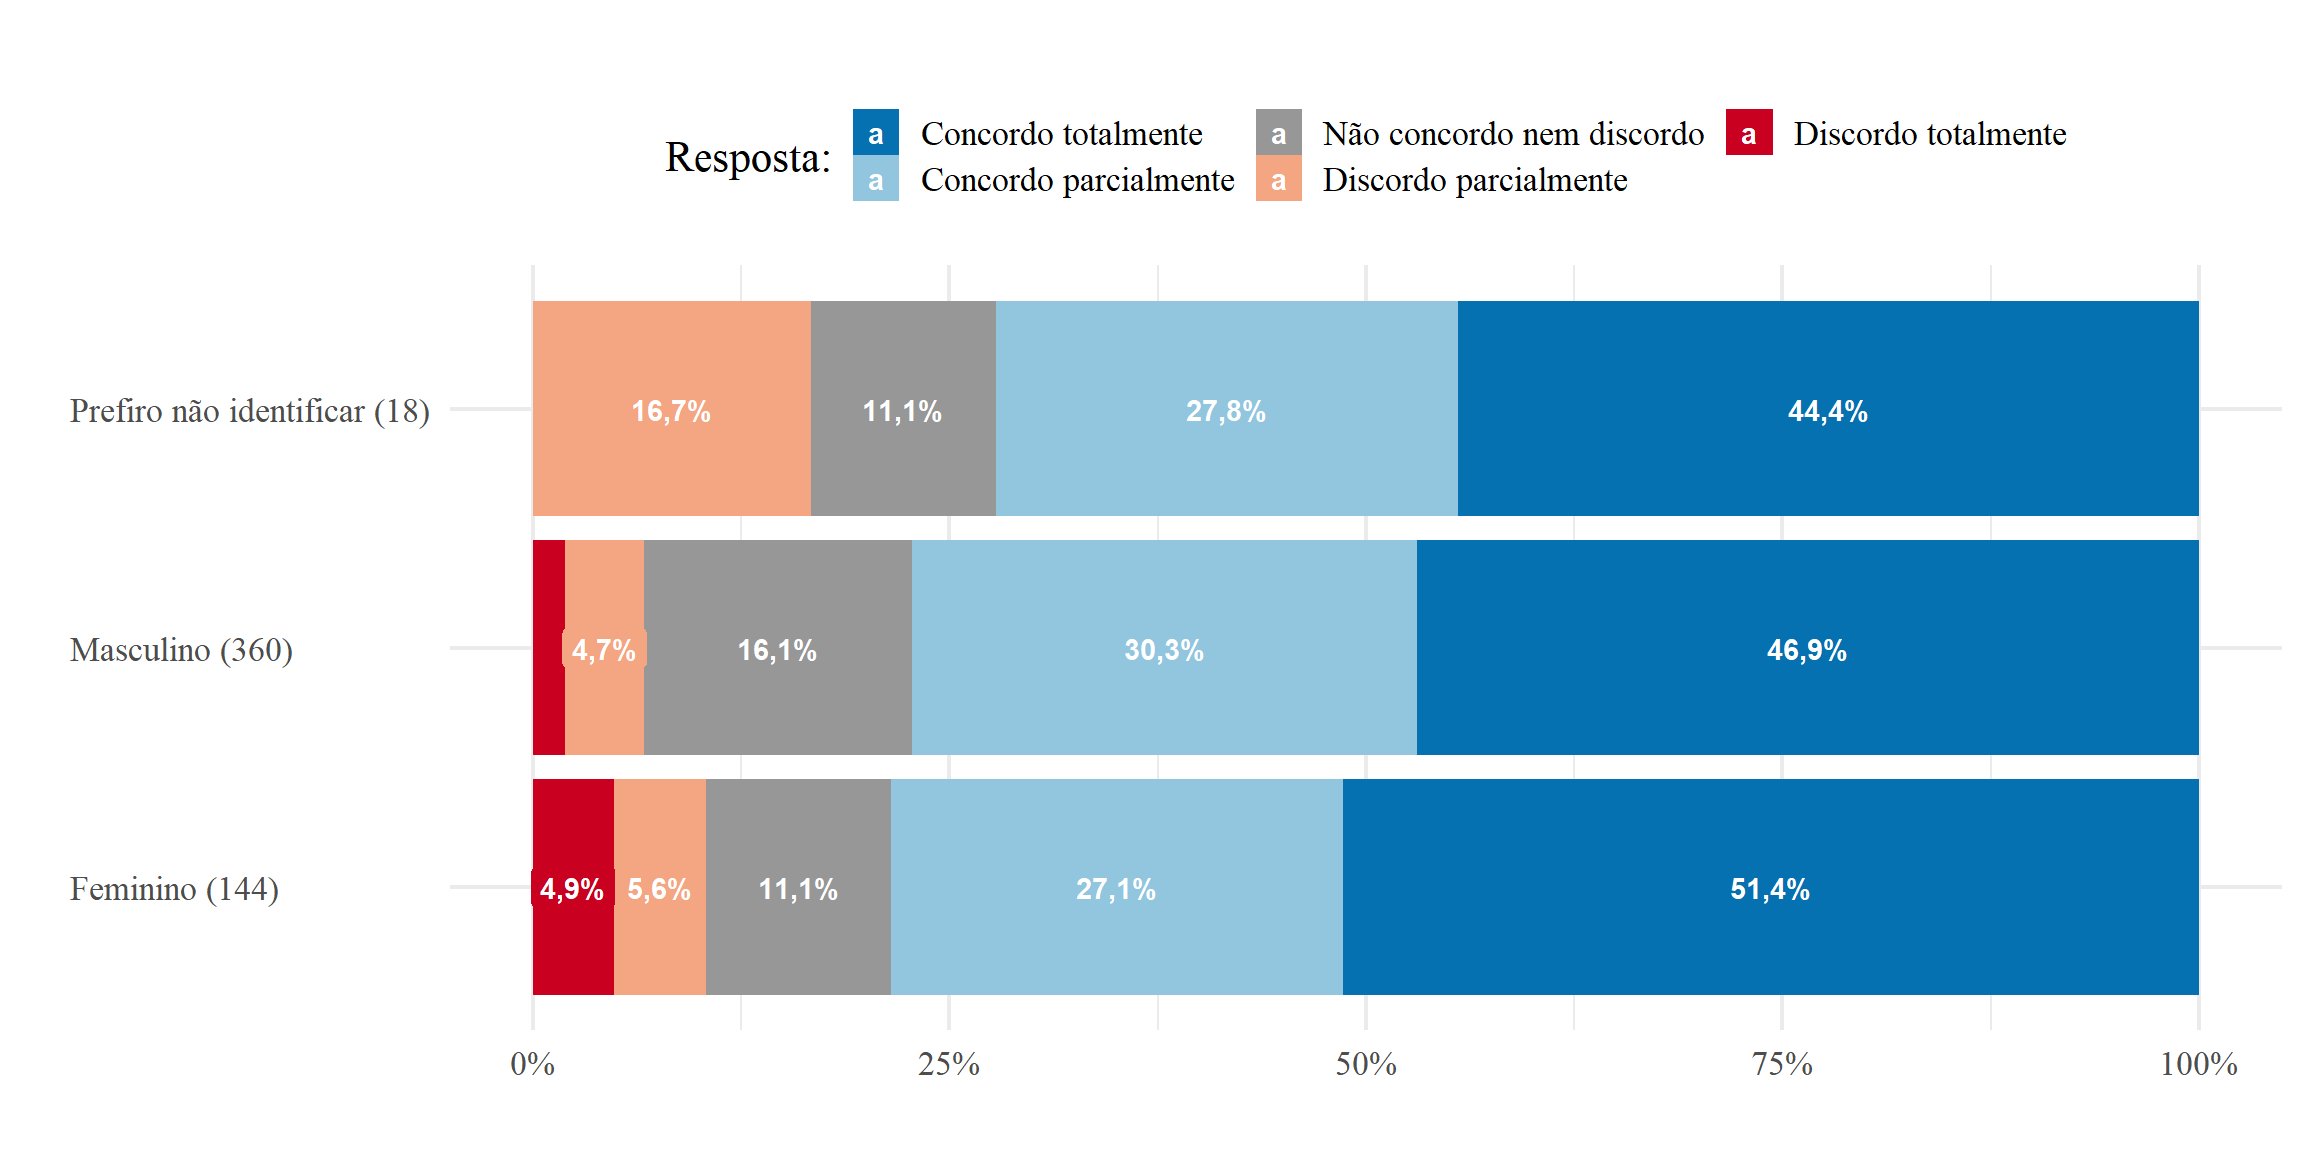 Resposta:
a Concordo totalmente
a Concordo parcialmente
a Não concordo nem discordo
a Discordo parcialmente
a Discordo totalmente
Prefiro não identificar (18)
16,7% 11,1% 27,8% 44,4%
Masculino (360)
4,7% 16,1% 30,3% 46,9%
Feminino (144)
4,9% 5,6% 11,1% 27,1% 51,4%
0% 25% 50% 75% 100%